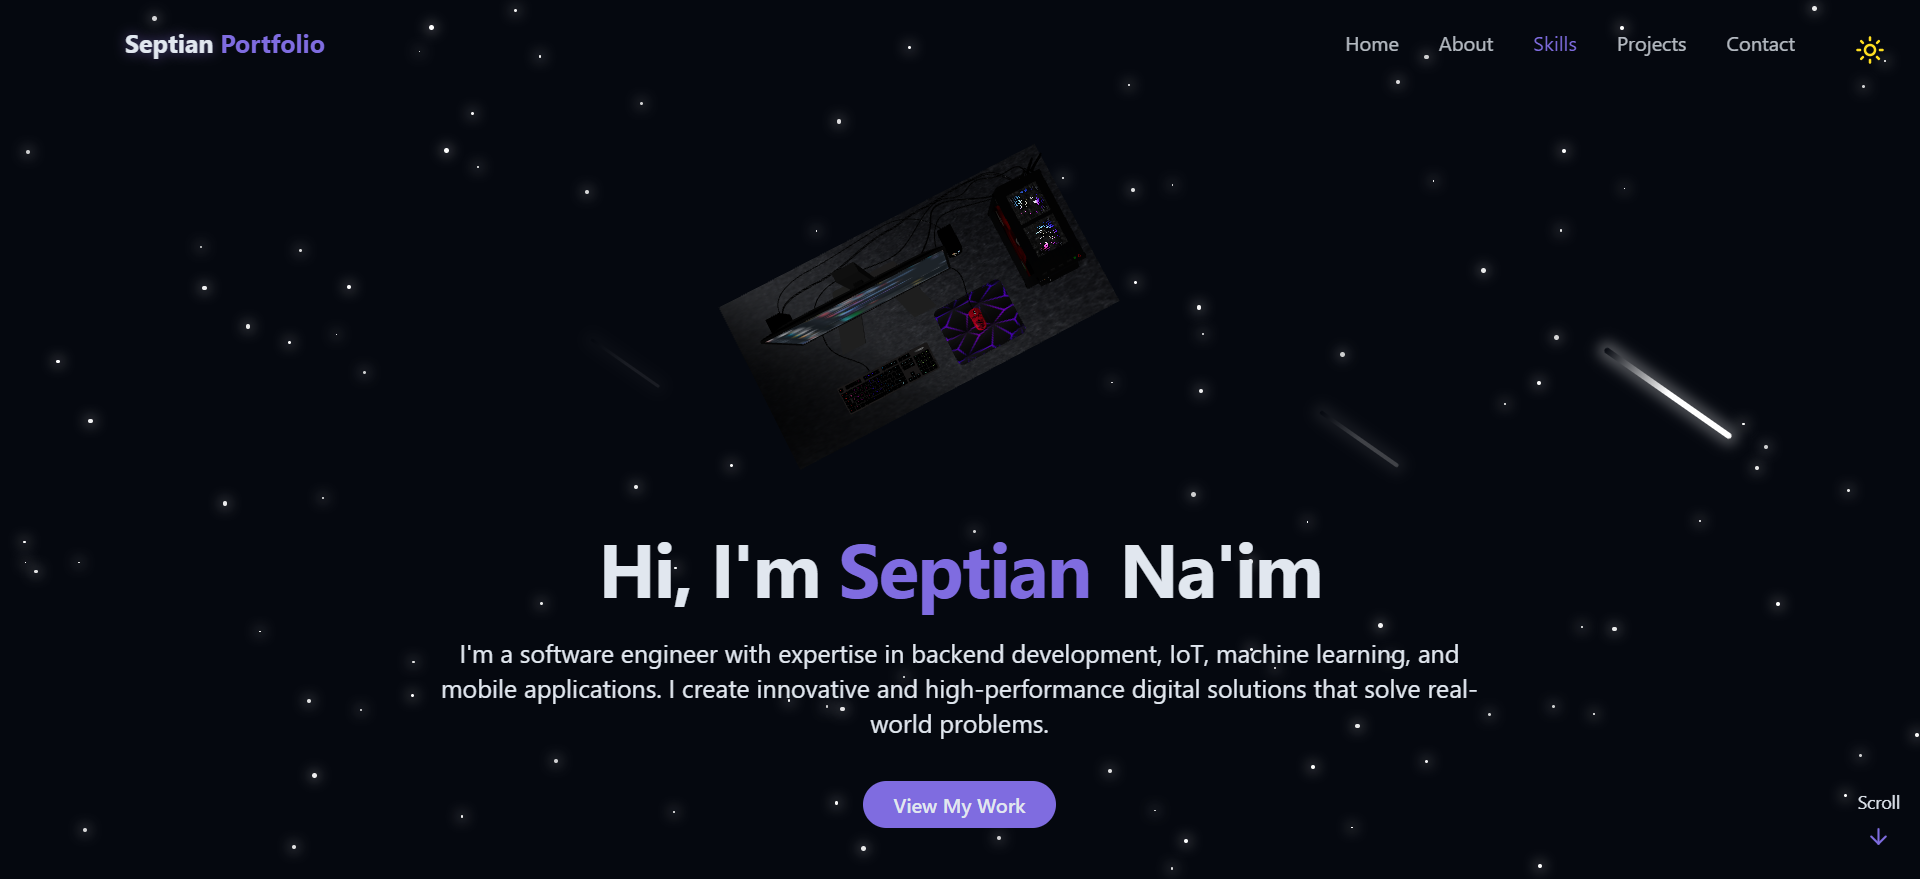 Septian Portfolio
Home About Skills Projects Contact
Hi, I'm Septian Na'im
I'm a software engineer with expertise in backend development, IoT, machine learning, and
mobile applications. I create innovative and high-performance digital solutions that solve real-
world problems.
View My Work
Scroll